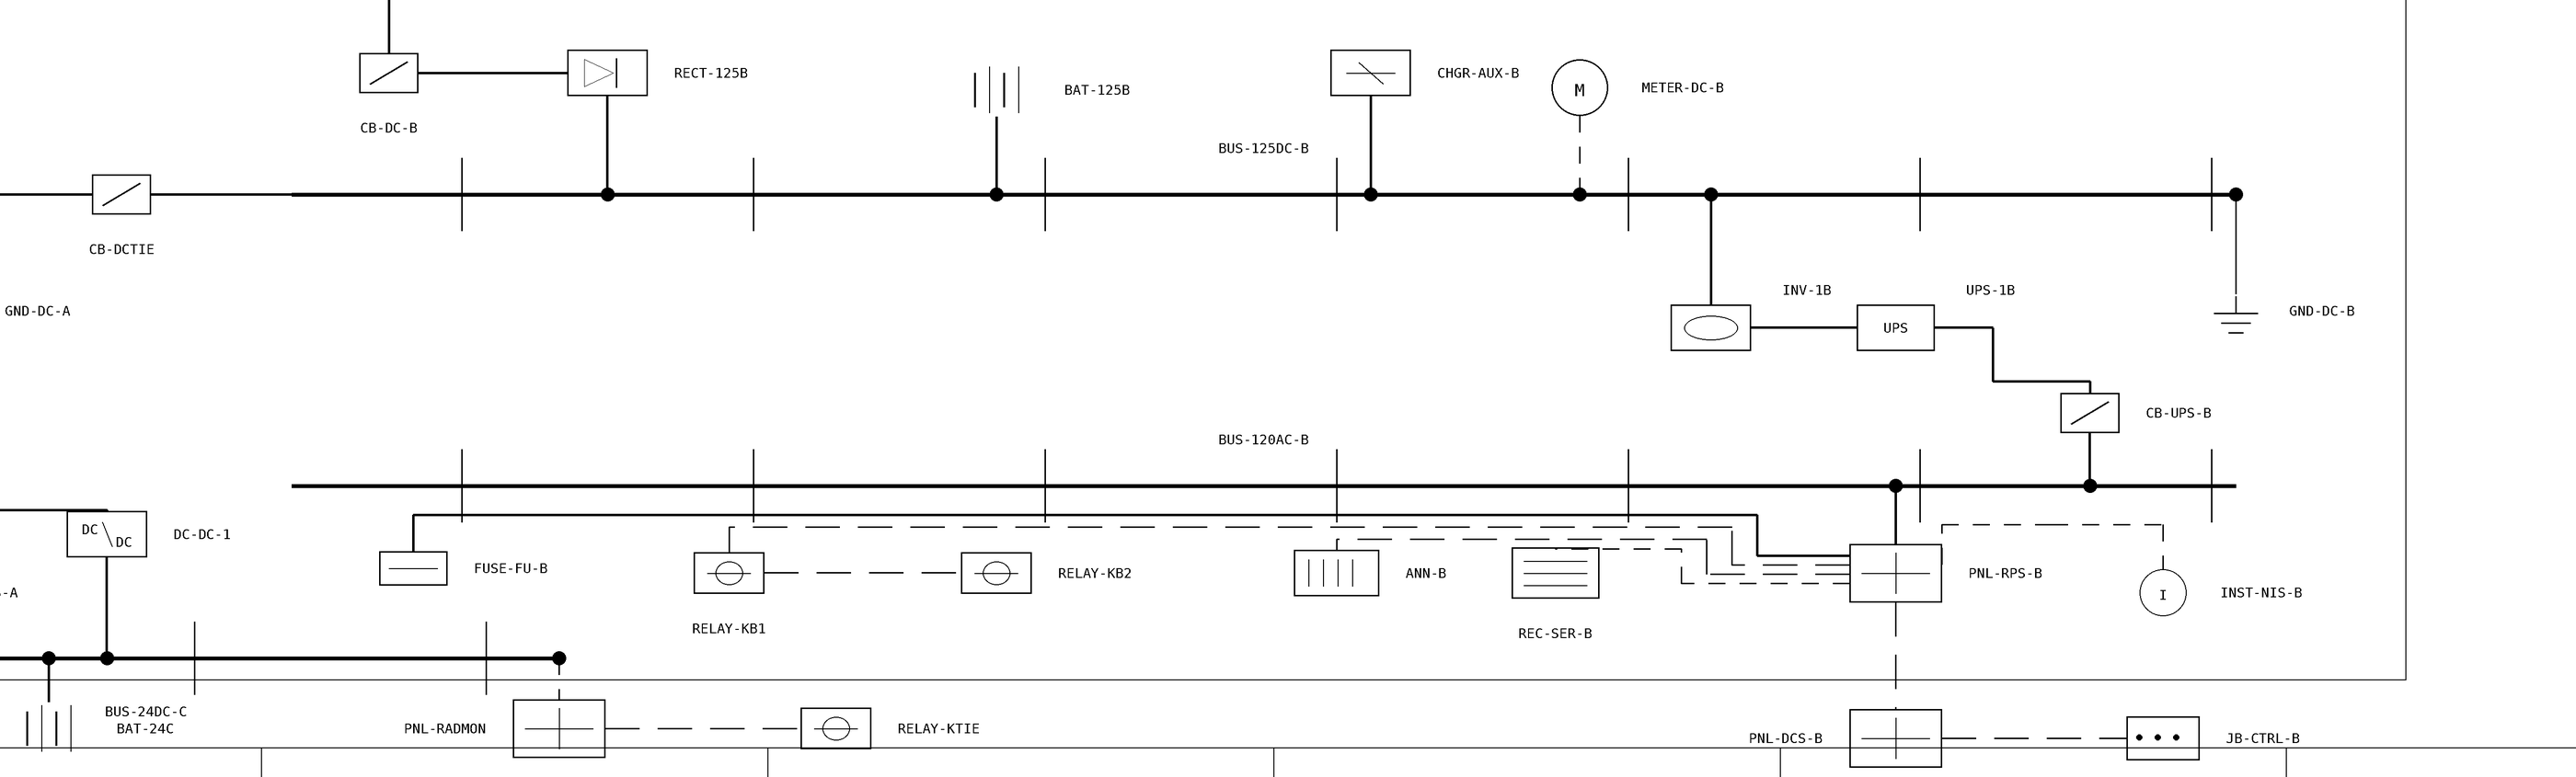 RECT-125B
CHGR-AUX-B
M
METER-DC-B
BAT-125B
CB-DC-B
BUS-125DC-B
CB-DCTIE
INV-1B
UPS-1B
GND-DC-A
GND-DC-B
UPS
CB-UPS-B
BUS-120AC-B
DC
DC
DC-DC-1
FUSE-FU-B
RELAY-KB2
ANN-B
PNL-RPS-B
I
INST-NIS-B
-A
RELAY-KB1
REC-SER-B
BUS-24DC-C
BAT-24C
PNL-RADMON
RELAY-KTIE
PNL-DCS-B
JB-CTRL-B